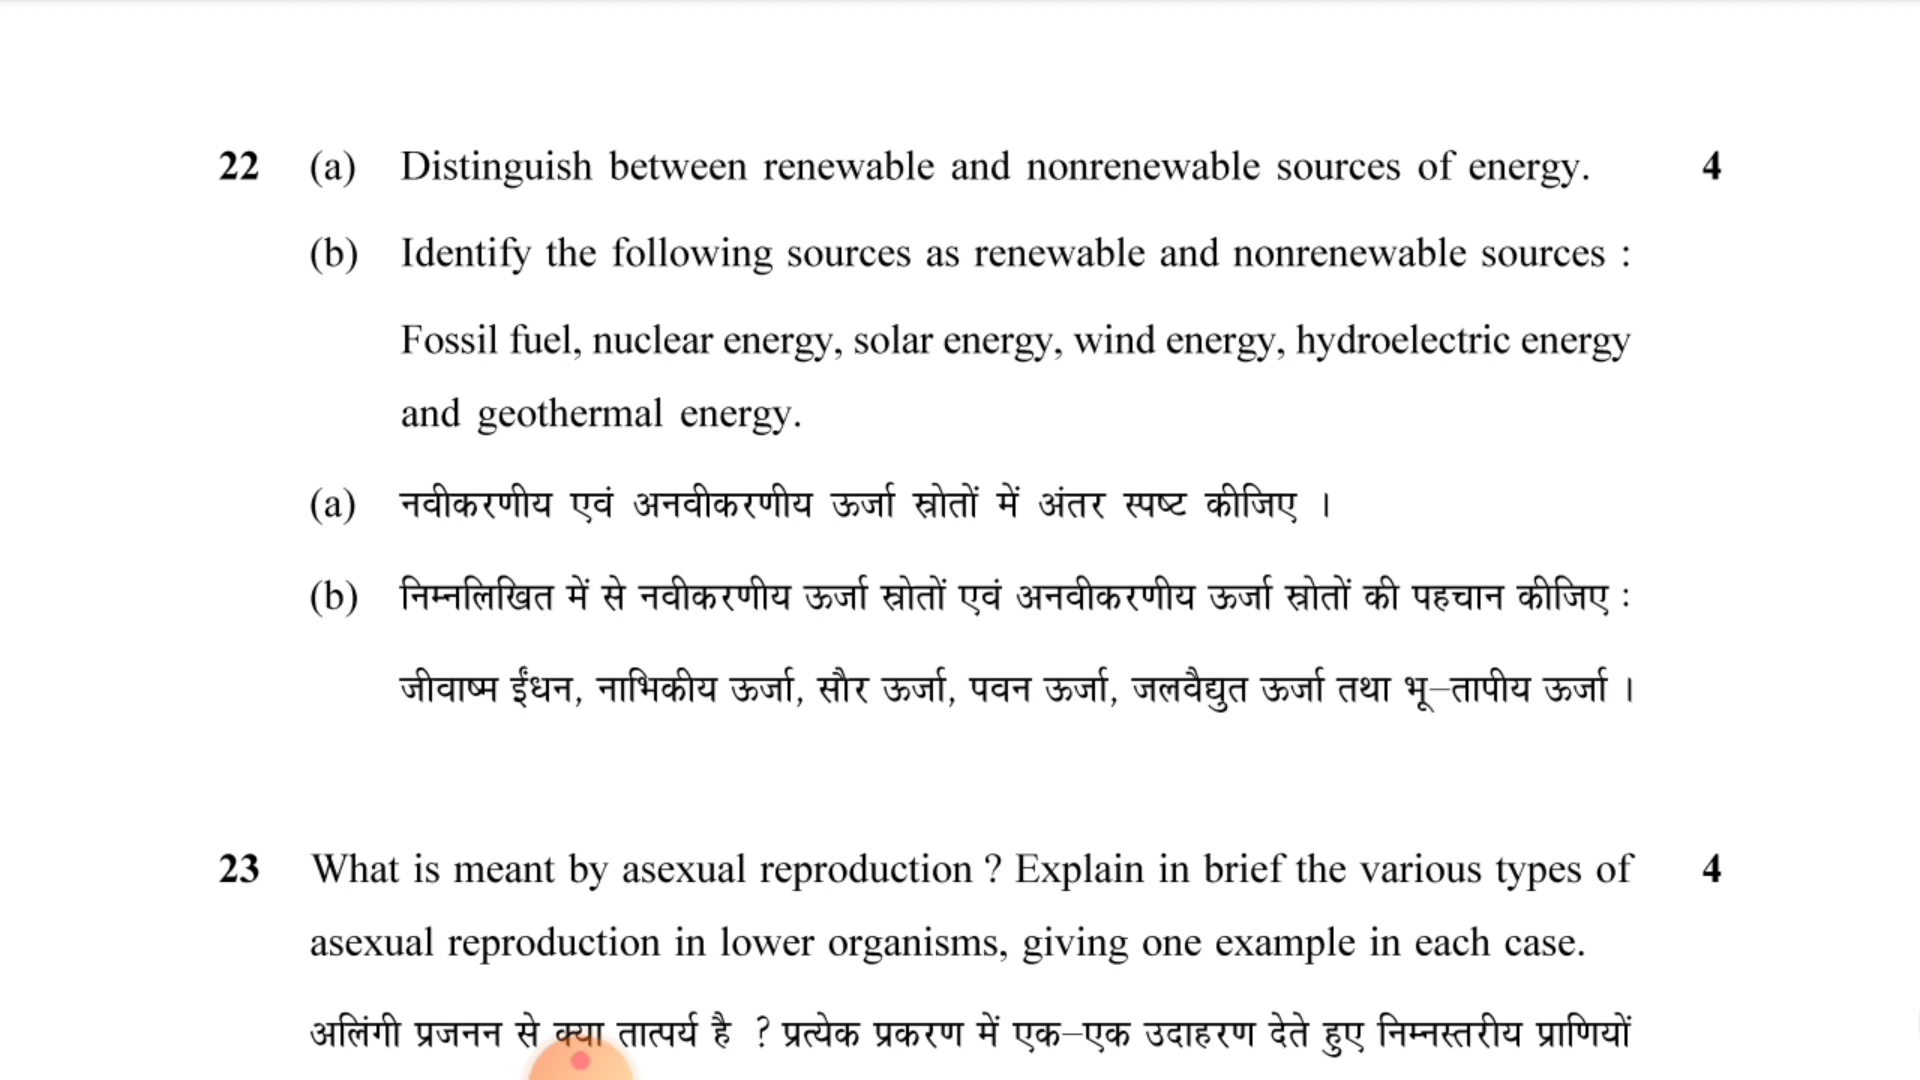 22 (a) Distinguish between renewable and nonrenewable sources of energy. 4
(b) Identify the following sources as renewable and nonrenewable sources :
Fossil fuel, nuclear energy, solar energy, wind energy, hydroelectric energy
and geothermal energy.
(a) नवीकरणीय एवं अनवीकरणीय ऊर्जा स्रोतों में अंतर स्पष्ट कीजिए ।
(b) निम्नलिखित में से नवीकरणीय ऊर्जा स्रोतों एवं अनवीकरणीय ऊर्जा स्रोतों की पहचान कीजिए :
जीवाष्म ईंधन, नाभिकीय ऊर्जा, सौर ऊर्जा, पवन ऊर्जा, जलवैद्युत ऊर्जा तथा भू–तापीय ऊर्जा ।
23 What is meant by asexual reproduction ? Explain in brief the various types of 4
asexual reproduction in lower organisms, giving one example in each case.
अलिंगी प्रजनन से क्या तात्पर्य है ? प्रत्येक प्रकरण में एक–एक उदाहरण देते हुए निम्नस्तरीय प्राणियों